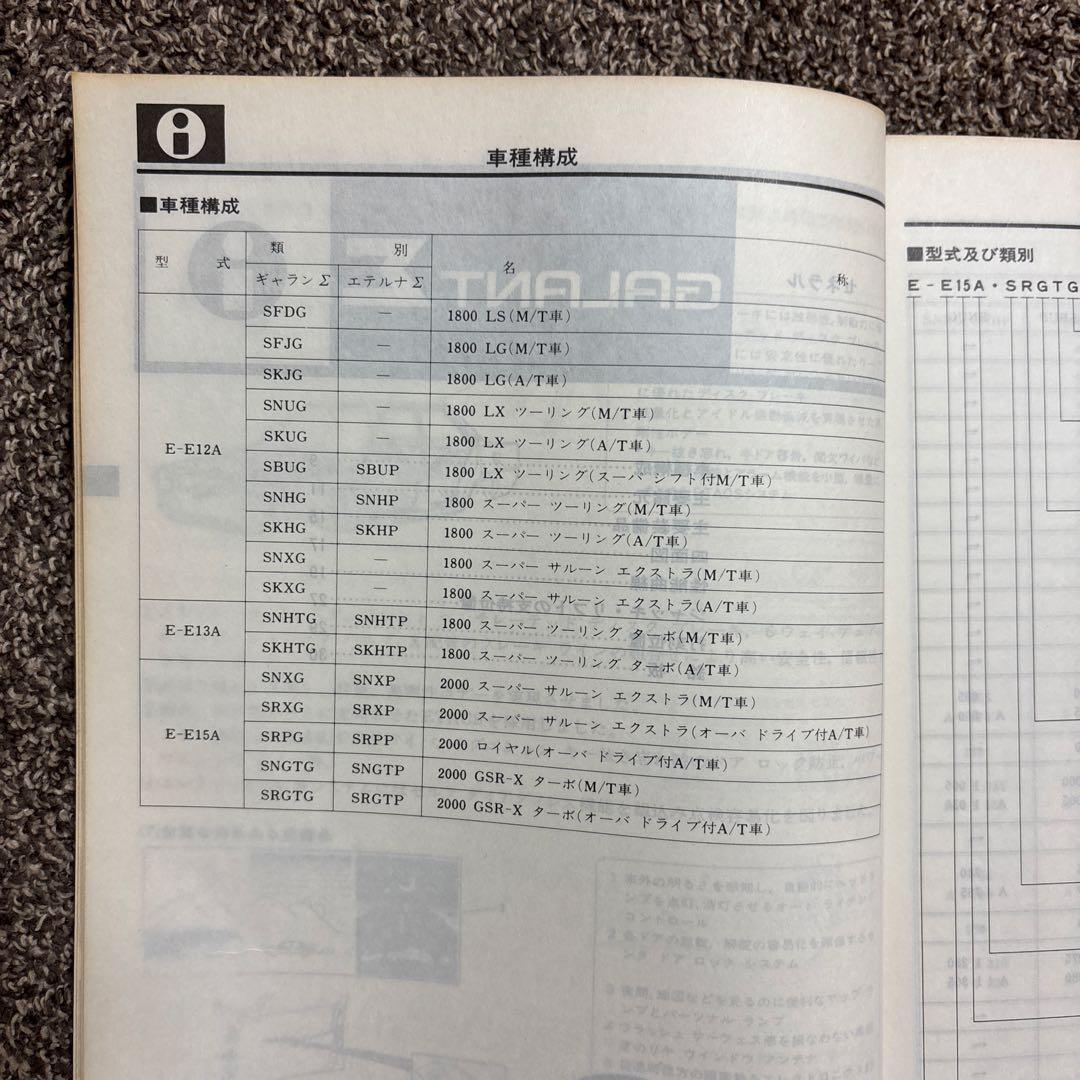 i
車種構成
■車種構成
型式 類別 名称
ギャラン Σ エテルナ Σ
E-E12A SFDG — 1800 LS(M/T車)
SFJG — 1800 LG(M/T車)
SKJG — 1800 LG(A/T車)
SNUG — 1800 LX ツーリング(M/T車)
SKUG — 1800 LX ツーリング(A/T車)
SBUG SBUP 1800 LX ツーリング(スーパ シフト付M/T車)
SNHG SNHP 1800 スーパー ツーリング(M/T車)
SKHG SKHP 1800 スーパー ツーリング(A/T車)
SNXG — 1800 スーパー サルーン エクストラ(M/T車)
SKXG — 1800 スーパー サルーン エクストラ(A/T車)
E-E13A SNHTG SNHTP 1800 スーパー ツーリング ターボ(M/T車)
SKHTG SKHTP 1800 スーパー ツーリング ターボ(A/T車)
E-E15A SNXG SNXP 2000 スーパー サルーン エクストラ(M/T車)
SRXG SRXP 2000 スーパー サルーン エクストラ(オーバ ドライブ付A/T車)
SRPG SRPP 2000 ロイヤル(オーバ ドライブ付A/T車)
SNGTG SNGTP 2000 GSR-X ターボ(M/T車)
SRGTG SRGTP 2000 GSR-X ターボ(オーバ ドライブ付A/T車)
■型式及び類別
E - E15A・SRGTG